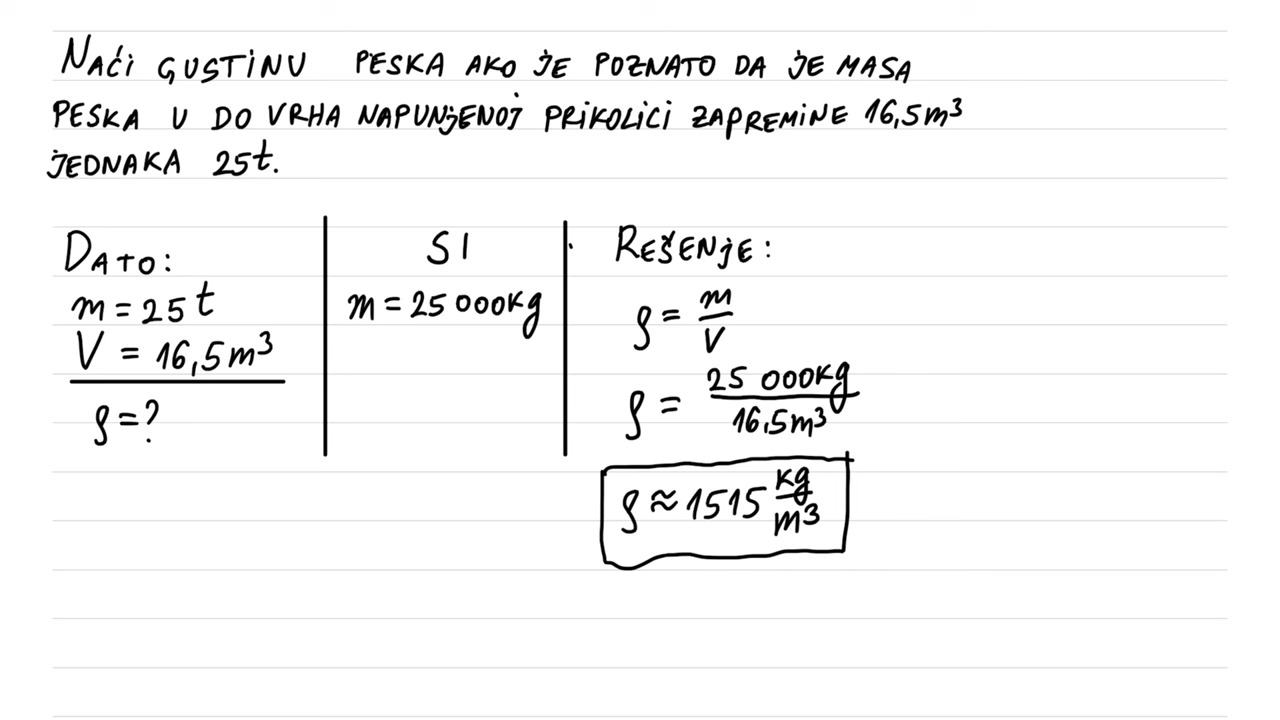 Naći GUSTINU PESKA AKO JE POZNATO DA JE MASA
PESKA U DO VRHA NAPUNJENOJ PRIKOLICI ZAPREMINE 16,5m³
JEDNAKA 25t.
DATO:
m = 25 t
V = 16,5m³
ρ = ?
SI
m = 25 000kg
REŠENJE:
ρ = m/V
ρ = 25 000kg/16,5m³
ρ ≈ 1515 kg/m³